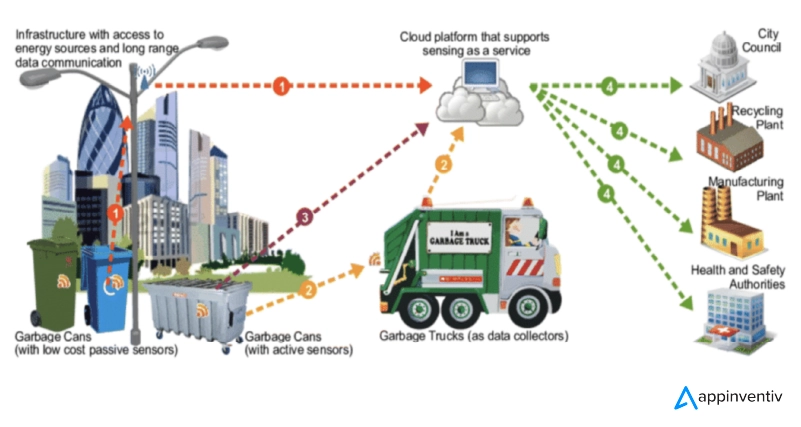 Infrastructure with access to
energy sources and long range
data communication
Cloud platform that supports
sensing as a service
City
Council
1
4
Recycling
Plant
4
4
Manufacturing
Plant
2
1
3
4
I Am a
GARBAGE TRUCK
Health and Safety
Authorities
2
Garbage Cans
(with low cost passive sensors)
Garbage Cans
(with active sensors)
Garbage Trucks (as data collectors)
appinventiv